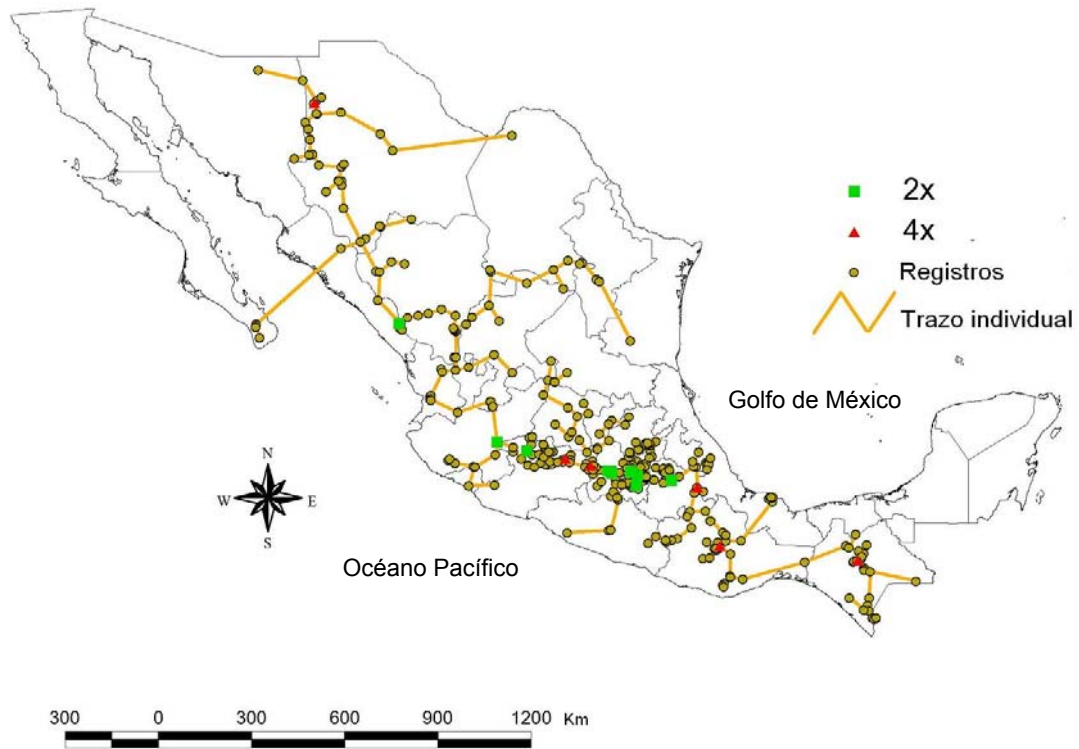 2x
4x
Registros
Trazo individual
Golfo de México
N
W E
S
Océano Pacífico
300 0 300 600 900 1200 Km